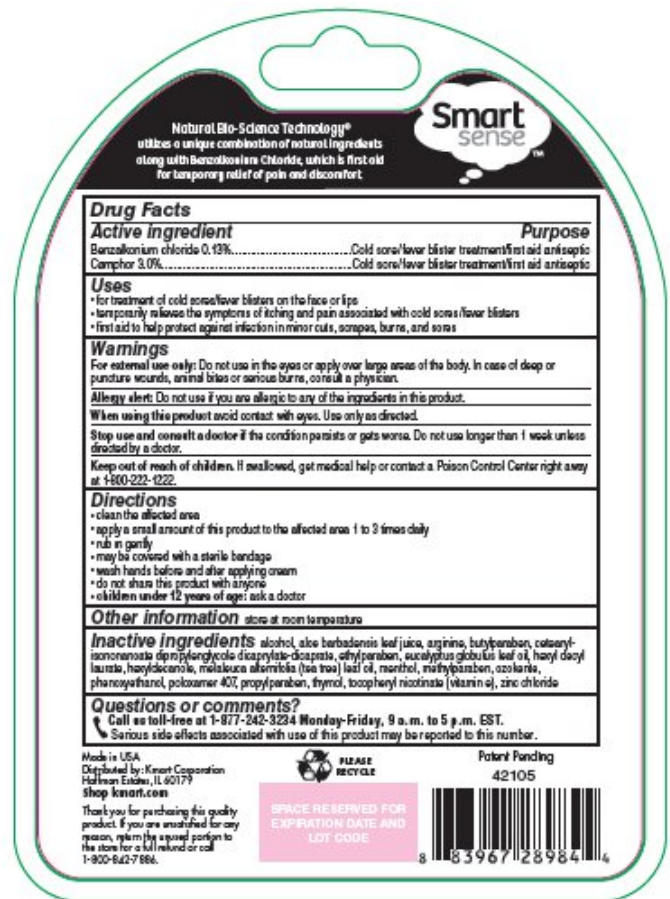 Natural Bio-Science Technology®
utilizes a unique combination of natural ingredients
along with Benzalkonium Chloride, which is first aid
for temporary relief of pain and discomfort
Smart
sense™
Drug Facts
Active ingredient Purpose
Benzalkonium chloride 0.13%..............................Cold sore/fever blister treatment/first aid antiseptic
Camphor 3.0%................................................Cold sore/fever blister treatment/first aid antiseptic
Uses
• for treatment of cold sores/fever blisters on the face or lips
• temporarily relieves the symptoms of itching and pain associated with cold sores/fever blisters
• first aid to help protect against infection in minor cuts, scrapes, burns, and sores
Warnings
For external use only: Do not use in the eyes or apply over large areas of the body. In case of deep or
puncture wounds, animal bites or serious burns, consult a physician.
Allergy alert: Do not use if you are allergic to any of the ingredients in this product.
When using this product avoid contact with eyes. Use only as directed.
Stop use and consult a doctor if the condition persists or gets worse. Do not use longer than 1 week unless
directed by a doctor.
Keep out of reach of children. If swallowed, get medical help or contact a Poison Control Center right away
at 1-800-222-1222.
Directions
• clean the affected area
• apply a small amount of this product to the affected area 1 to 3 times daily
• rub in gently
• may be covered with a sterile bandage
• wash hands before and after applying cream
• do not share this product with anyone
• children under 12 years of age: ask a doctor
Other information store at room temperature
Inactive ingredients alcohol, aloe barbadensis leaf juice, arginine, butylparaben, cetearyl-
isononanoate dipropylenglycole dicaprylate-dicaprate, ethylparaben, eucalyptus globulus leaf oil, hexyl decyl
laurate, hexyldecanole, melaleuca alternifolia (tea tree) leaf oil, menthol, methylparaben, ozokerite,
phenoxyethanol, poloxamer 407, propylparaben, thymol, tocopheryl nicotinate (vitamin e), zinc chloride
Questions or comments?
Call us toll-free at 1-877-242-3234 Monday-Friday, 9 a.m. to 5 p.m. EST.
Serious side effects associated with use of this product may be reported to this number.
Made in USA
Distributed by: Kmart Corporation
Hoffman Estates, IL 60179
Shop kmart.com
Thank you for purchasing this quality
product. If you are unsatisfied for any
reason, return the unused portion to
the store for a full refund or call
1-800-842-7886.
PLEASE
RECYCLE
SPACE RESERVED FOR
EXPIRATION DATE AND
LOT CODE
Patent Pending
42105
8 83967 28984 4